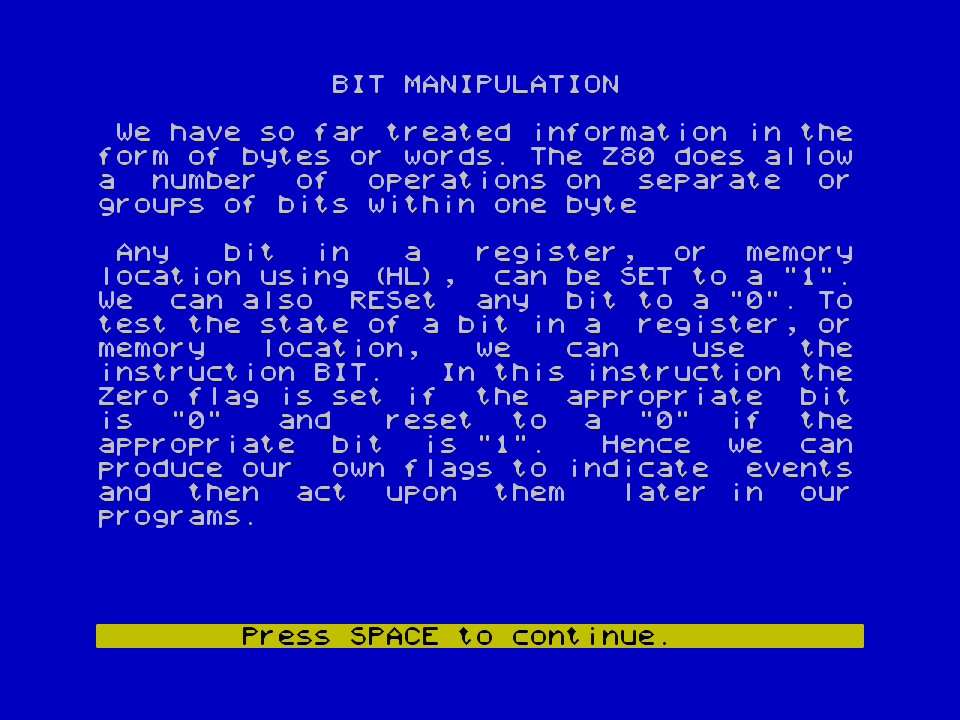 BIT MANIPULATION
We have so far treated information in the
form of bytes or words. The Z80 does allow
a number of operations on separate or
groups of bits within one byte
Any bit in a register, or memory
location using (HL), can be SET to a "1".
We can also RESet any bit to a "0". To
test the state of a bit in a register, or
memory location, we can use the
instruction BIT. In this instruction the
Zero flag is set if the appropriate bit
is "0" and reset to a "0" if the
appropriate bit is "1". Hence we can
produce our own flags to indicate events
and then act upon them later in our
programs.
Press SPACE to continue.